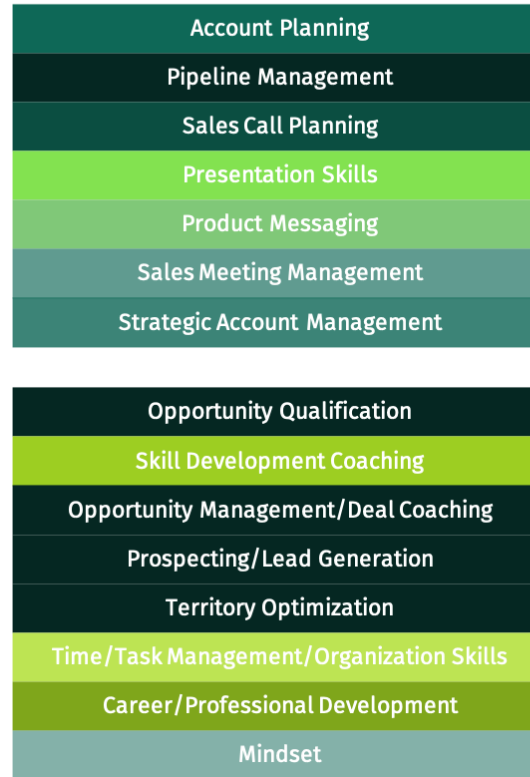 Account Planning
Pipeline Management
Sales Call Planning
Presentation Skills
Product Messaging
Sales Meeting Management
Strategic Account Management
Opportunity Qualification
Skill Development Coaching
Opportunity Management/Deal Coaching
Prospecting/Lead Generation
Territory Optimization
Time/Task Management/Organization Skills
Career/Professional Development
Mindset